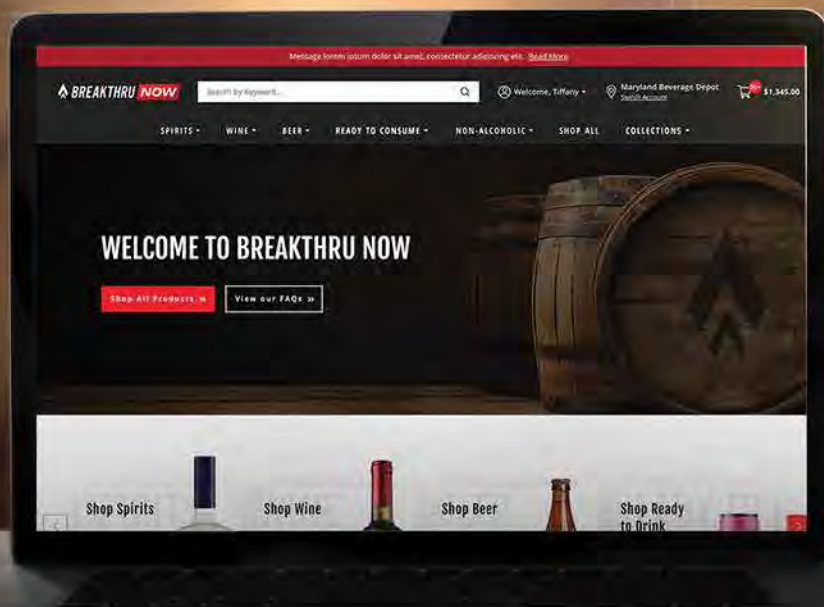 Message lorem ipsum dolor sit amet, consectetur adipiscing elit. Read More
BREAKTHRU NOW
Search by Keyword...
Welcome, Tiffany
Maryland Beverage Depot
Switch Account
$1,345.00
SPIRITS
WINE
BEER
READY TO CONSUME
NON-ALCOHOLIC
SHOP ALL
COLLECTIONS
WELCOME TO BREAKTHRU NOW
Shop All Products »
View our FAQs »
Shop Spirits
Shop Wine
Shop Beer
Shop Ready
to Drink